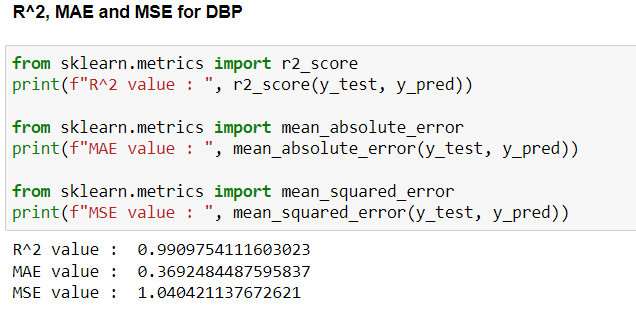 R^2, MAE and MSE for DBP
from sklearn.metrics import r2_score
print(f"R^2 value : ", r2_score(y_test, y_pred))
from sklearn.metrics import mean_absolute_error
print(f"MAE value : ", mean_absolute_error(y_test, y_pred))
from sklearn.metrics import mean_squared_error
print(f"MSE value : ", mean_squared_error(y_test, y_pred))
R^2 value :  0.9909754111603023
MAE value :  0.3692484487595837
MSE value :  1.040421137672621